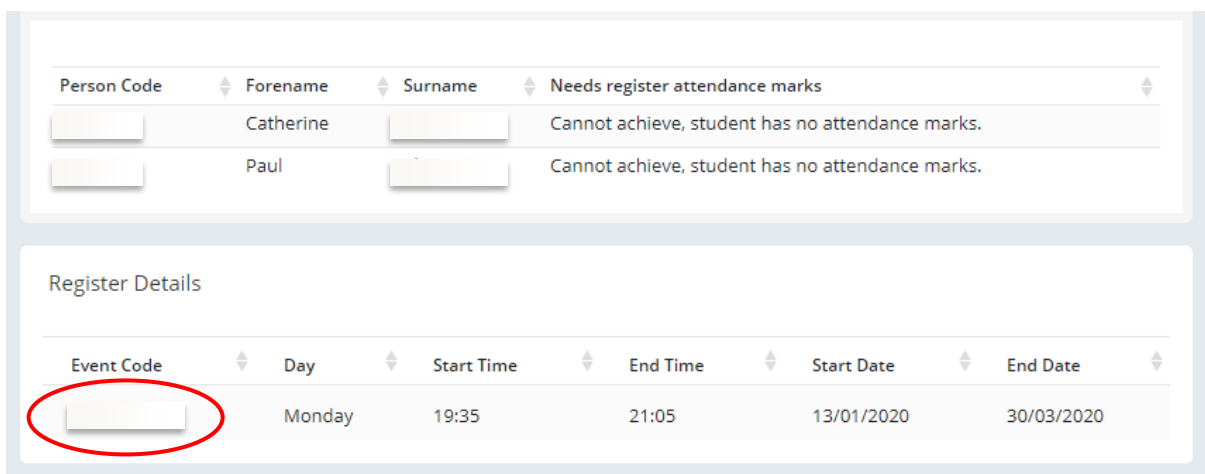 Person Code Forename Surname Needs register attendance marks
Catherine Cannot achieve, student has no attendance marks.
Paul Cannot achieve, student has no attendance marks.
Register Details
Event Code Day Start Time End Time Start Date End Date
Monday 19:35 21:05 13/01/2020 30/03/2020